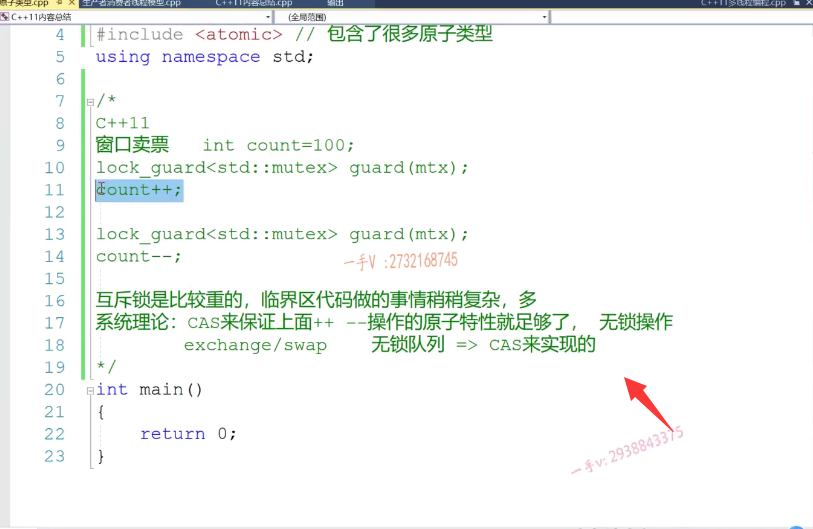 原子类型.cpp 生产者消费者线程模型.cpp C++11内容总结.cpp 输出 C++11多线程编程.cpp
C++11内容总结 (全局范围)
4 #include <atomic> // 包含了很多原子类型
5 using namespace std;
6
7 /*
8 C++11
9 窗口卖票 int count=100;
10 lock_guard<std::mutex> guard(mtx);
11 count++;
12
13 lock_guard<std::mutex> guard(mtx);
14 count--;
一手V :2732168745
15
16 互斥锁是比较重的，临界区代码做的事情稍稍复杂，多
17 系统理论：CAS来保证上面++ --操作的原子特性就足够了， 无锁操作
18 exchange/swap 无锁队列 => CAS来实现的
19 */
20 int main()
21 {
22 return 0;
23 }
一手v: 2938843375